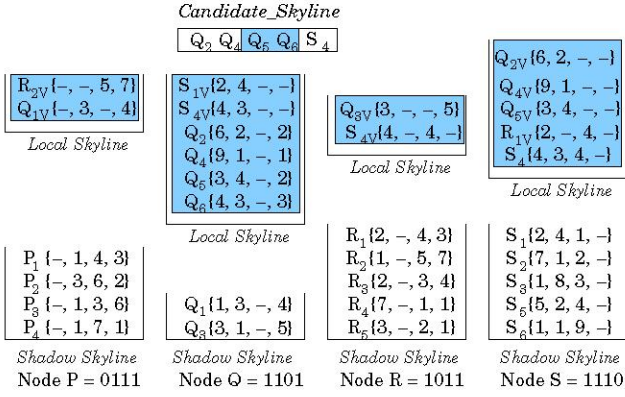 Candidate_Skyline
Q2 Q4 Q5 Q6 S4
R2V{-, -, 5, 7}
Q1V{-, 3, -, 4}
Local Skyline
P1 {-, 1, 4, 3}
P2 {-, 3, 6, 2}
P3 {-, 1, 3, 6}
P4 {-, 1, 7, 1}
Shadow Skyline
Node P = 0111
S1V{2, 4, -, -}
S4V{4, 3, -, -}
Q2{6, 2, -, 2}
Q4{9, 1, -, 1}
Q5{3, 4, -, 2}
Q6{4, 3, -, 3}
Local Skyline
Q1{1, 3, -, 4}
Q3{3, 1, -, 5}
Shadow Skyline
Node Q = 1101
Q3V{3, -, -, 5}
S4V{4, -, 4, -}
Local Skyline
R1{2, -, 4, 3}
R2{1, -, 5, 7}
R3{2, -, 3, 4}
R4{7, -, 1, 1}
R5{3, -, 2, 1}
Shadow Skyline
Node R = 1011
Q2V{6, 2, -, -}
Q4V{9, 1, -, -}
Q5V{3, 4, -, -}
R1V{2, -, 4, -}
S4{4, 3, 4, -}
Local Skyline
S1{2, 4, 1, -}
S2{7, 1, 2, -}
S3{1, 8, 3, -}
S5{5, 2, 4, -}
S6{1, 1, 9, -}
Shadow Skyline
Node S = 1110